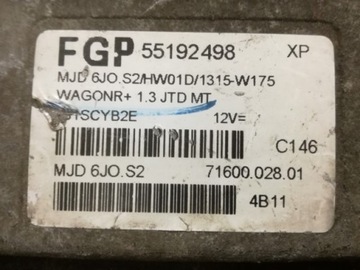 FGP 55192498 XP
MJD 6JO.S2/HW01D/1315-W175
WAGONR+ 1.3 JTD MT
12V=
C146
MJD 6JO.S2 71600.028.01
4B11